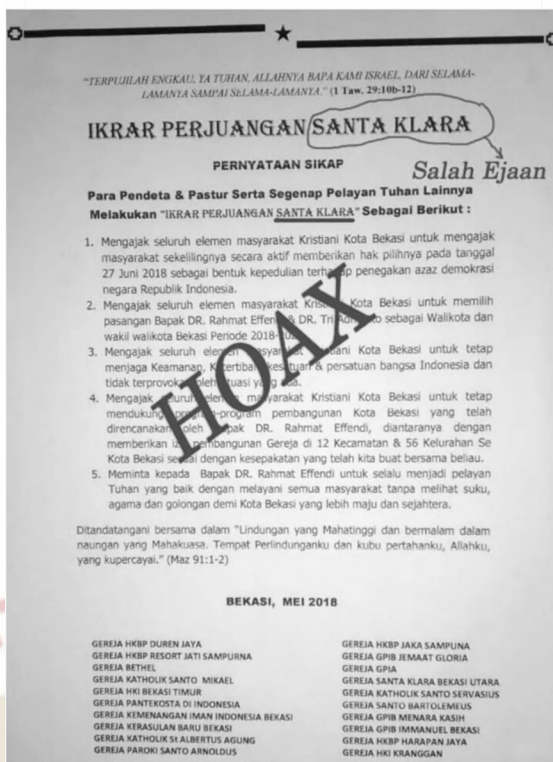 "TERPUJILAH ENGKAU, YA TUHAN, ALLAHNYA BAPA KAMI ISRAEL, DARI SELAMA-
LAMANYA SAMPAI SELAMA-LAMANYA." (1 Taw. 29:10b-12)
IKRAR PERJUANGAN SANTA KLARA
Salah Ejaan
PERNYATAAN SIKAP
Para Pendeta & Pastur Serta Segenap Pelayan Tuhan Lainnya
Melakukan "IKRAR PERJUANGAN SANTA KLARA" Sebagai Berikut :
1. Mengajak seluruh elemen masyarakat Kristiani Kota Bekasi untuk mengajak
masyarakat sekelilingnya secara aktif memberikan hak pilihnya pada tanggal
27 Juni 2018 sebagai bentuk kepedulian terhadap penegakan azaz demokrasi
negara Republik Indonesia.
2. Mengajak seluruh elemen masyarakat Kristiani Kota Bekasi untuk memilih
pasangan Bapak DR. Rahmat Effendi & DR. Tri Adhianto sebagai Walikota dan
wakil walikota Bekasi Periode 2018-
3. Mengajak seluruh elemen masyarakat Kristiani Kota Bekasi untuk tetap
menjaga Keamanan, Ketertiban, kesatuan & persatuan bangsa Indonesia dan
tidak terprovokasi oleh situasi yang ada.
4. Mengajak seluruh elemen masyarakat Kristiani Kota Bekasi untuk tetap
mendukung program-program pembangunan Kota Bekasi yang telah
direncanakan oleh Bapak DR. Rahmat Effendi, diantaranya dengan
memberikan izin pembangunan Gereja di 12 Kecamatan & 56 Kelurahan Se
Kota Bekasi sesuai dengan kesepakatan yang telah kita buat bersama beliau.
5. Meminta kepada Bapak DR. Rahmat Effendi untuk selalu menjadi pelayan
Tuhan yang baik dengan melayani semua masyarakat tanpa melihat suku,
agama dan golongan demi Kota Bekasi yang lebih maju dan sejahtera.
HOAX
Ditandatangani bersama dalam "Lindungan yang Mahatinggi dan bermalam dalam
naungan yang Mahakuasa. Tempat Perlindunganku dan kubu pertahanku, Allahku,
yang kupercayai." (Maz 91:1-2)
BEKASI, MEI 2018
GEREJA HKBP DUREN JAYA
GEREJA HKBP RESORT JATI SAMPURNA
GEREJA BETHEL
GEREJA KATHOLIK SANTO MIKAEL
GEREJA HKI BEKASI TIMUR
GEREJA PANTEKOSTA DI INDONESIA
GEREJA KEMENANGAN IMAN INDONESIA BEKASI
GEREJA KERASULAN BARU BEKASI
GEREJA KATHOLIK St ALBERTUS AGUNG
GEREJA PAROKI SANTO ARNOLDUS
GEREJA HKBP JAKA SAMPUNA
GEREJA GPIB JEMAAT GLORIA
GEREJA GPIA
GEREJA SANTA KLARA BEKASI UTARA
GEREJA KATHOLIK SANTO SERVASIUS
GEREJA SANTO BARTOLEMEUS
GEREJA GPIB MENARA KASIH
GEREJA GPIB IMMANUEL BEKASI
GEREJA HKBP HARAPAN JAYA
GEREJA HKI KRANGGAN